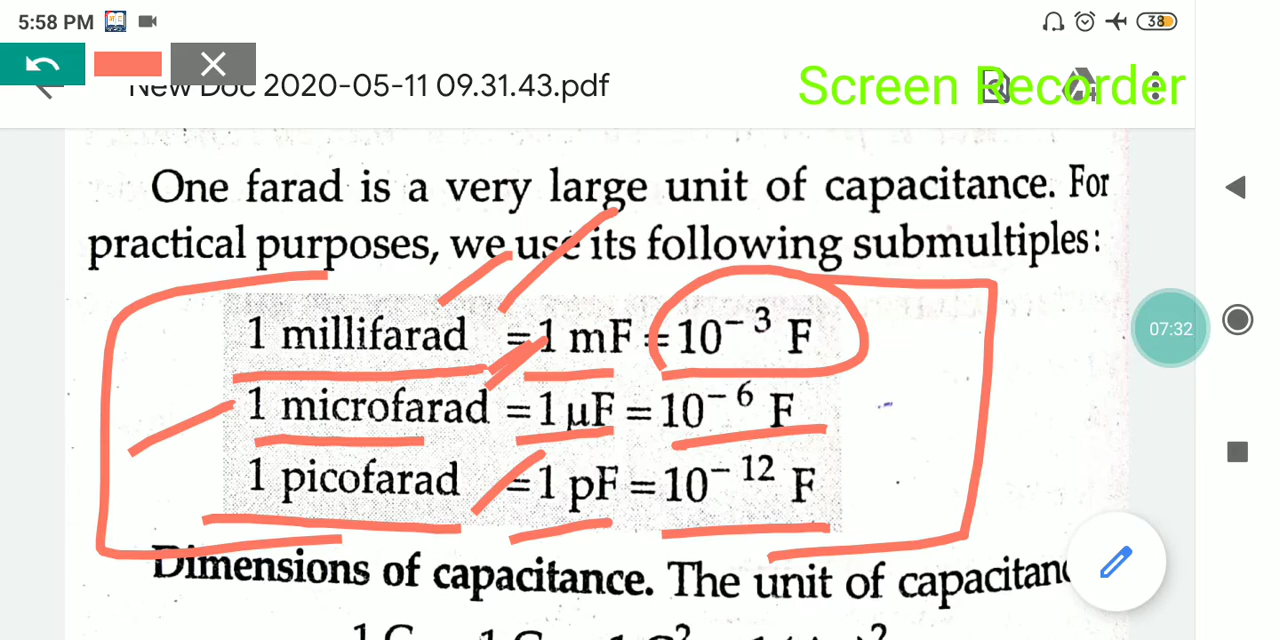 5:58 PM
38
New Doc 2020-05-11 09.31.43.pdf
Screen Recorder
One farad is a very large unit of capacitance. For
practical purposes, we use its following submultiples:
1 millifarad = 1 mF = 10⁻³ F
07:32
1 microfarad = 1 μF = 10⁻⁶ F
1 picofarad = 1 pF = 10⁻¹² F
Dimensions of capacitance. The unit of